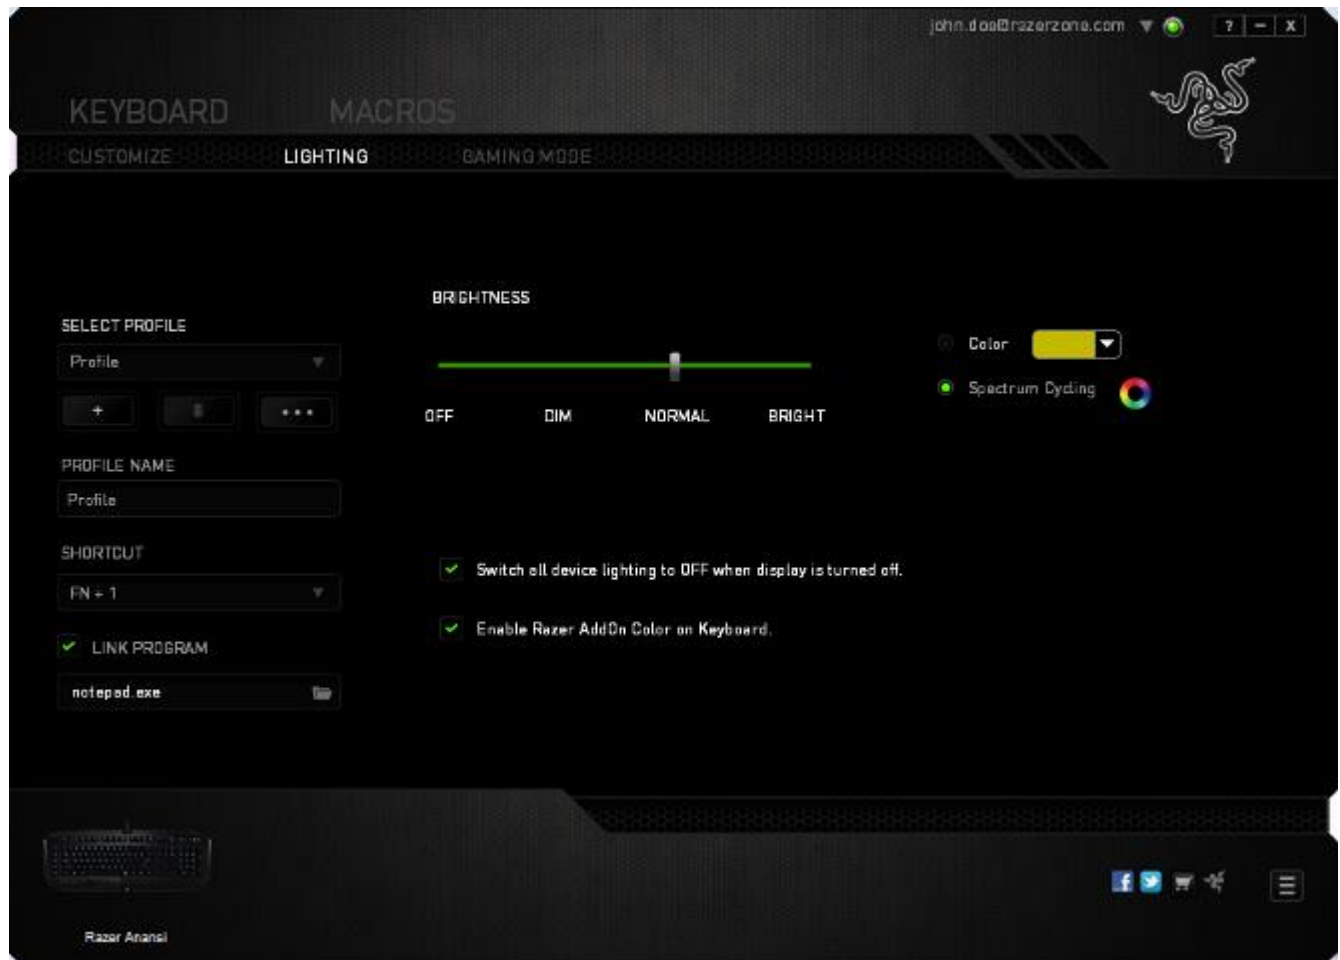 john.doe@razerzone.com
? - X
KEYBOARD MACROS
CUSTOMIZE LIGHTING GAMING MODE
BRIGHTNESS
SELECT PROFILE
Color
Profile
Spectrum Cycling
+ •••
OFF DIM NORMAL BRIGHT
PROFILE NAME
Profile
SHORTCUT
Switch all device lighting to OFF when display is turned off.
FN + 1
Enable Razer AddOn Color on Keyboard.
LINK PROGRAM
notepad.exe
f
Razer Anansi